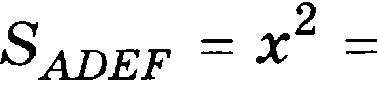 S_{ADEF} = x^2 =